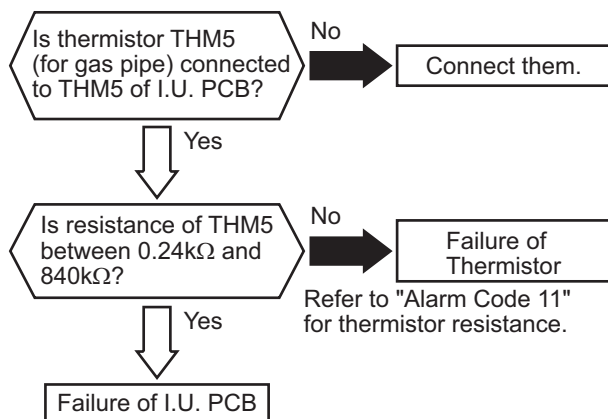 Is thermistor THM5
(for gas pipe) connected
to THM5 of I.U. PCB?
No
Connect them.
Yes
Is resistance of THM5
between 0.24kΩ and
840kΩ?
No
Failure of
Thermistor
Refer to "Alarm Code 11"
for thermistor resistance.
Yes
Failure of I.U. PCB